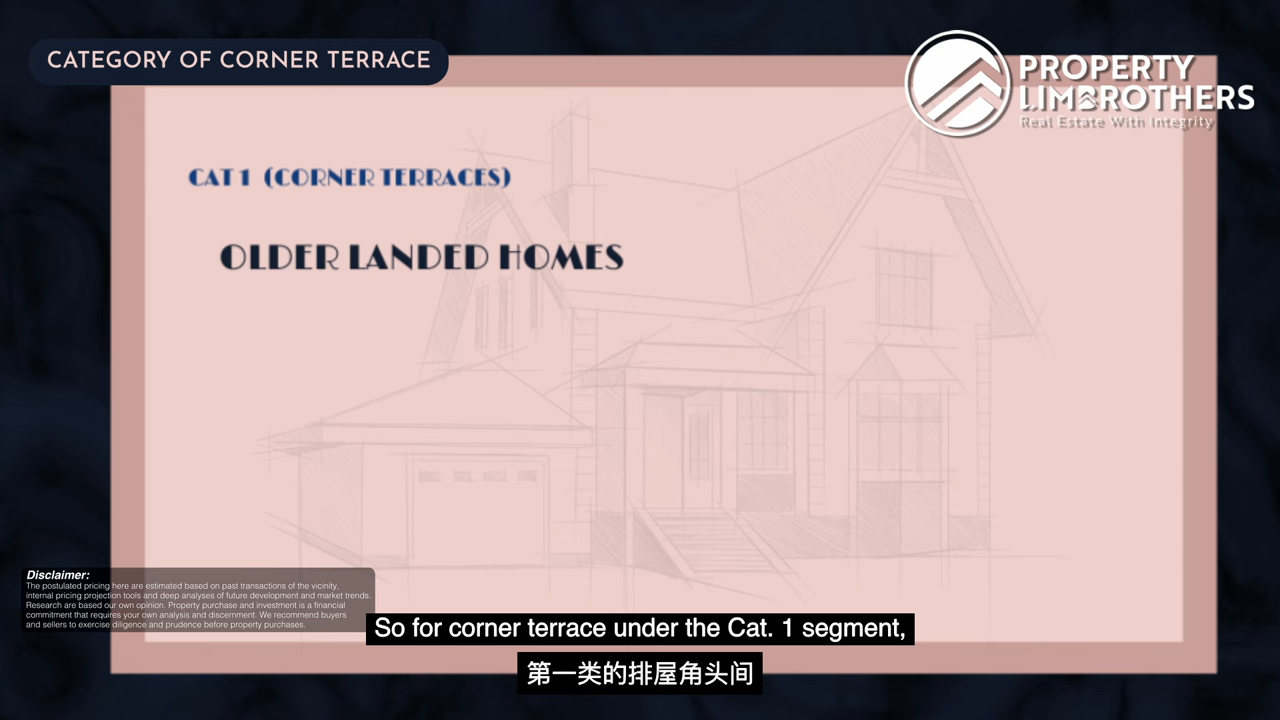 CATEGORY OF CORNER TERRACE
PROPERTY
LIMBROTHERS
Real Estate With Integrity
CAT 1 (CORNER TERRACES)
OLDER LANDED HOMES
Disclaimer:
The postulated pricing here are estimated based on past transactions of the vicinity,
internal pricing projection tools and deep analyses of future development and market trends.
Research are based our own opinion. Property purchase and investment is a financial
commitment that requires your own analysis and discernment. We recommend buyers
and sellers to exercise diligence and prudence before property purchases.
So for corner terrace under the Cat. 1 segment,
第一类的排屋角头间